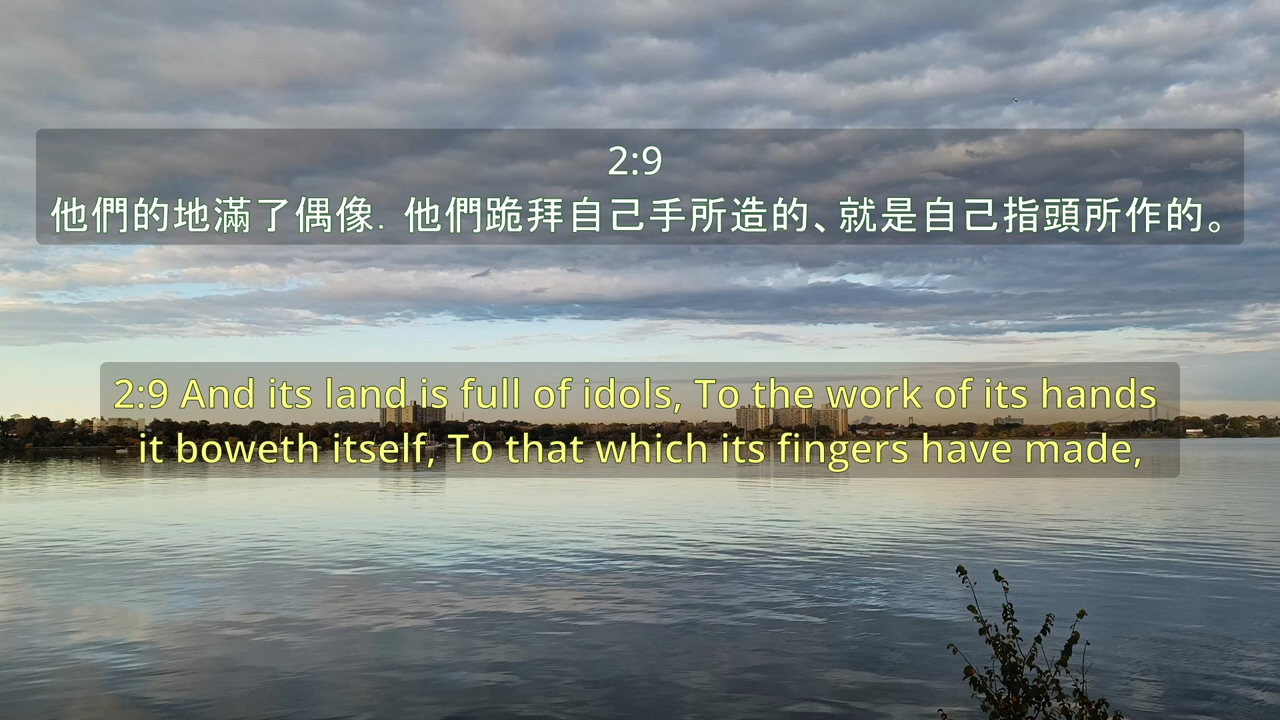 2:9
他們的地滿了偶像. 他們跪拜自己手所造的、就是自己指頭所作的。
2:9 And its land is full of idols, To the work of its hands
it boweth itself, To that which its fingers have made,